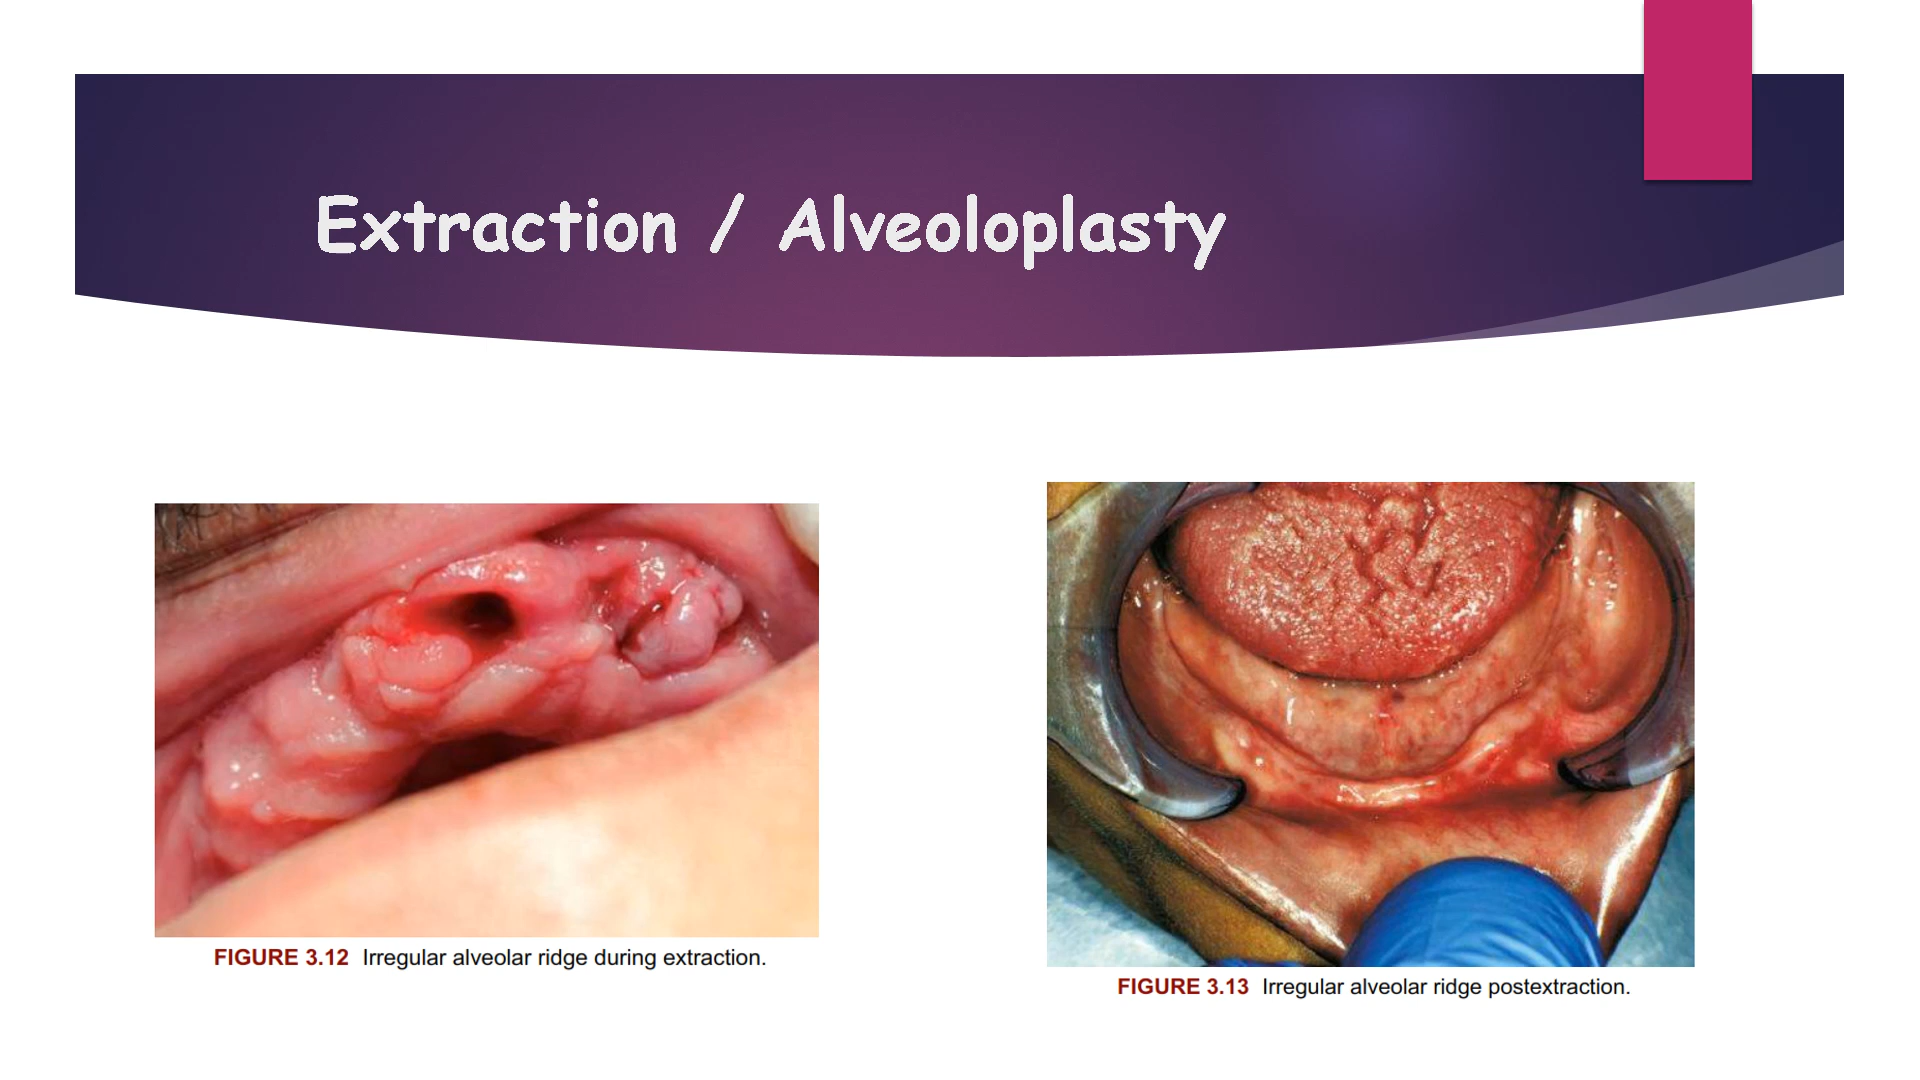 Extraction / Alveoloplasty
FIGURE 3.12 Irregular alveolar ridge during extraction.
FIGURE 3.13 Irregular alveolar ridge postextraction.